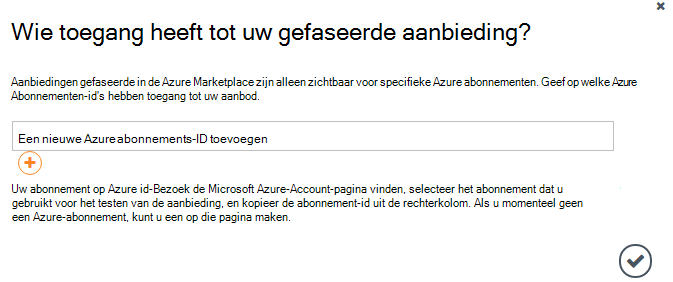 Wie toegang heeft tot uw gefaseerde aanbieding?
Aanbiedingen gefaseerde in de Azure Marketplace zijn alleen zichtbaar voor specifieke Azure abonnementen. Geef op welke Azure
Abonnementen-id's hebben toegang tot uw aanbod.
Een nieuwe Azure abonnements-ID toevoegen
Uw abonnement op Azure id-Bezoek de Microsoft Azure-Account-pagina vinden, selecteer het abonnement dat u
gebruikt voor het testen van de aanbieding, en kopieer de abonnement-id uit de rechterkolom. Als u momenteel geen
een Azure-abonnement, kunt u een op die pagina maken.